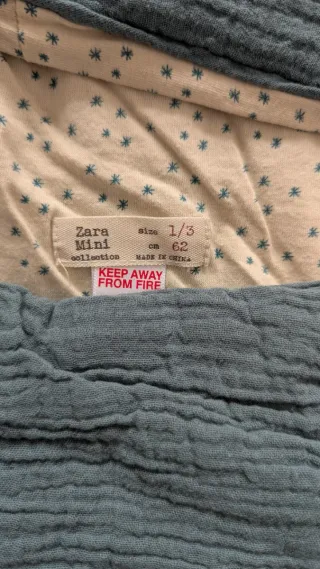 Zara size 1/3
Mini cm 62
collection MADE IN CHINA
KEEP AWAY
FROM FIRE